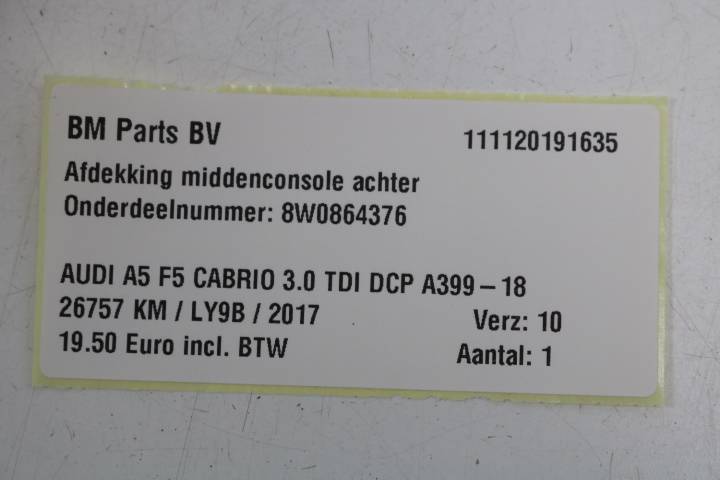 BM Parts BV 111120191635
Afdekking middenconsole achter
Onderdeelnummer: 8W0864376
AUDI A5 F5 CABRIO 3.0 TDI DCP A399 – 18
26757 KM / LY9B / 2017 Verz: 10
19.50 Euro incl. BTW Aantal: 1